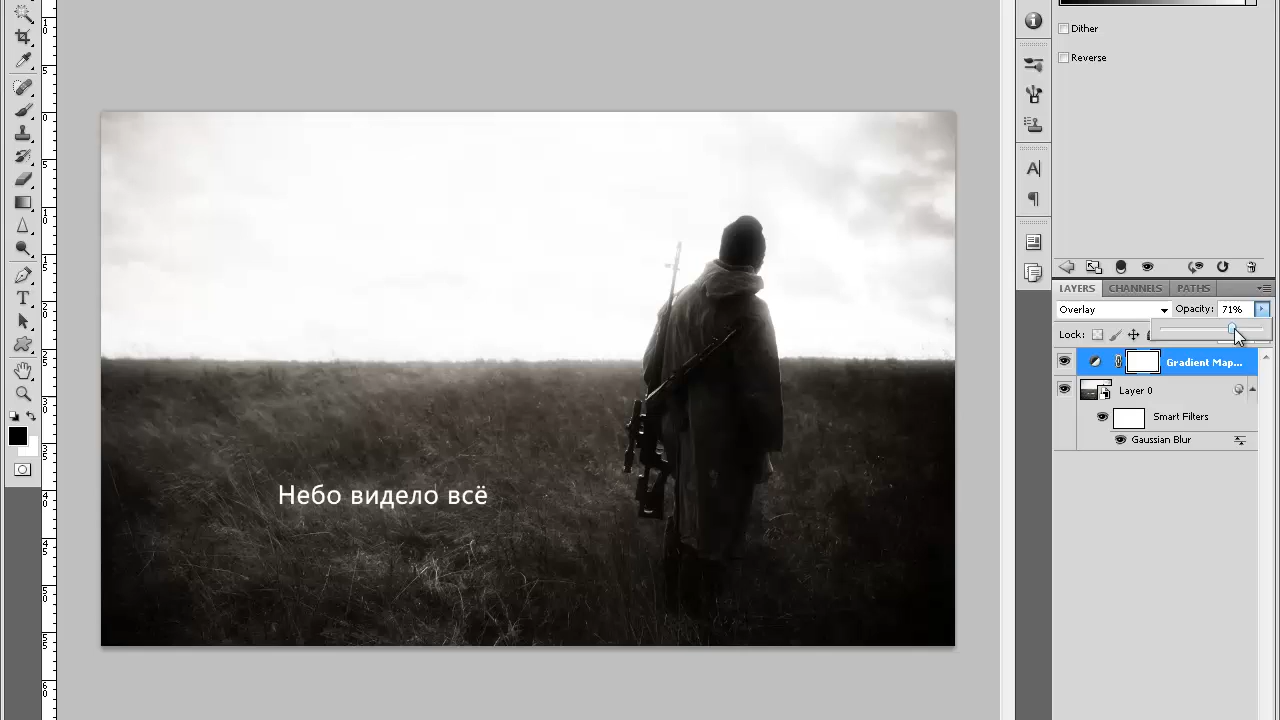 Dither
Reverse
LAYERS CHANNELS PATHS
Overlay Opacity: 71%
Lock:
Gradient Map...
Layer 0
Smart Filters
Gaussian Blur
Небо видело всё